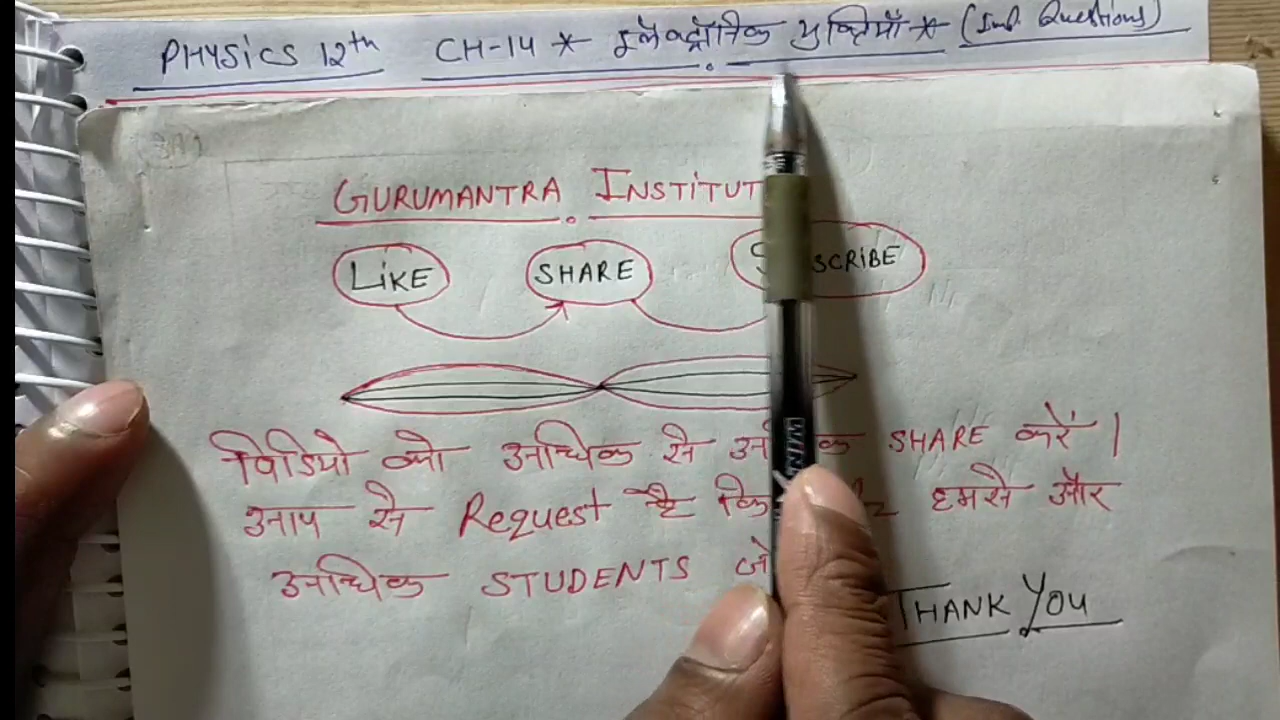 PHYSICS 12th CH-14 * इलेक्ट्रॉनिक युक्तियाँ * (Imp. Questions)
GURUMANTRA INSTITUT
LIKE SHARE SCRIBE
विडियो को अधिक से SHARE करें।
आप से Request है कि हमसे और
अधिक STUDENTS
THANK YOU